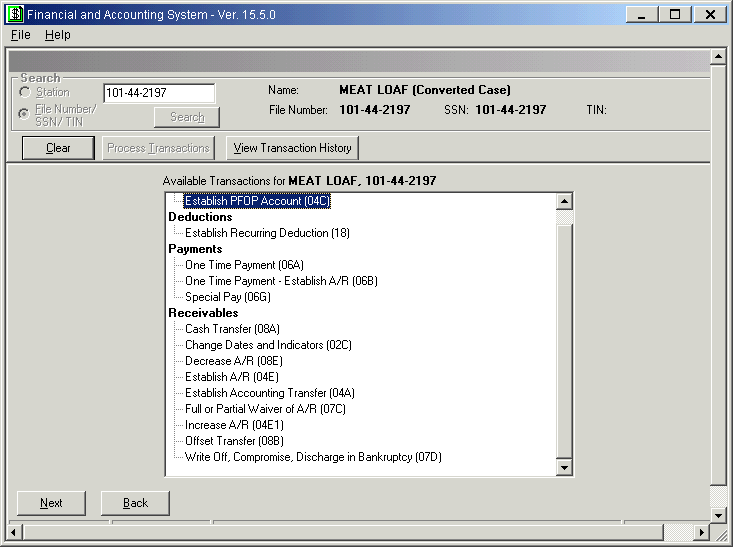 Financial and Accounting System - Ver. 15.5.0
File Help
Search
Station 101-44-2197 Name: MEAT LOAF (Converted Case)
File Number/ SSN/ TIN Search File Number: 101-44-2197 SSN: 101-44-2197 TIN:
Clear Process Transactions View Transaction History
Available Transactions for MEAT LOAF, 101-44-2197
Establish PFOP Account (04C)
Deductions
Establish Recurring Deduction (18)
Payments
One Time Payment (06A)
One Time Payment - Establish A/R (06B)
Special Pay (06G)
Receivables
Cash Transfer (08A)
Change Dates and Indicators (02C)
Decrease A/R (08E)
Establish A/R (04E)
Establish Accounting Transfer (04A)
Full or Partial Waiver of A/R (07C)
Increase A/R (04E1)
Offset Transfer (08B)
Write Off, Compromise, Discharge in Bankruptcy (07D)
Next Back